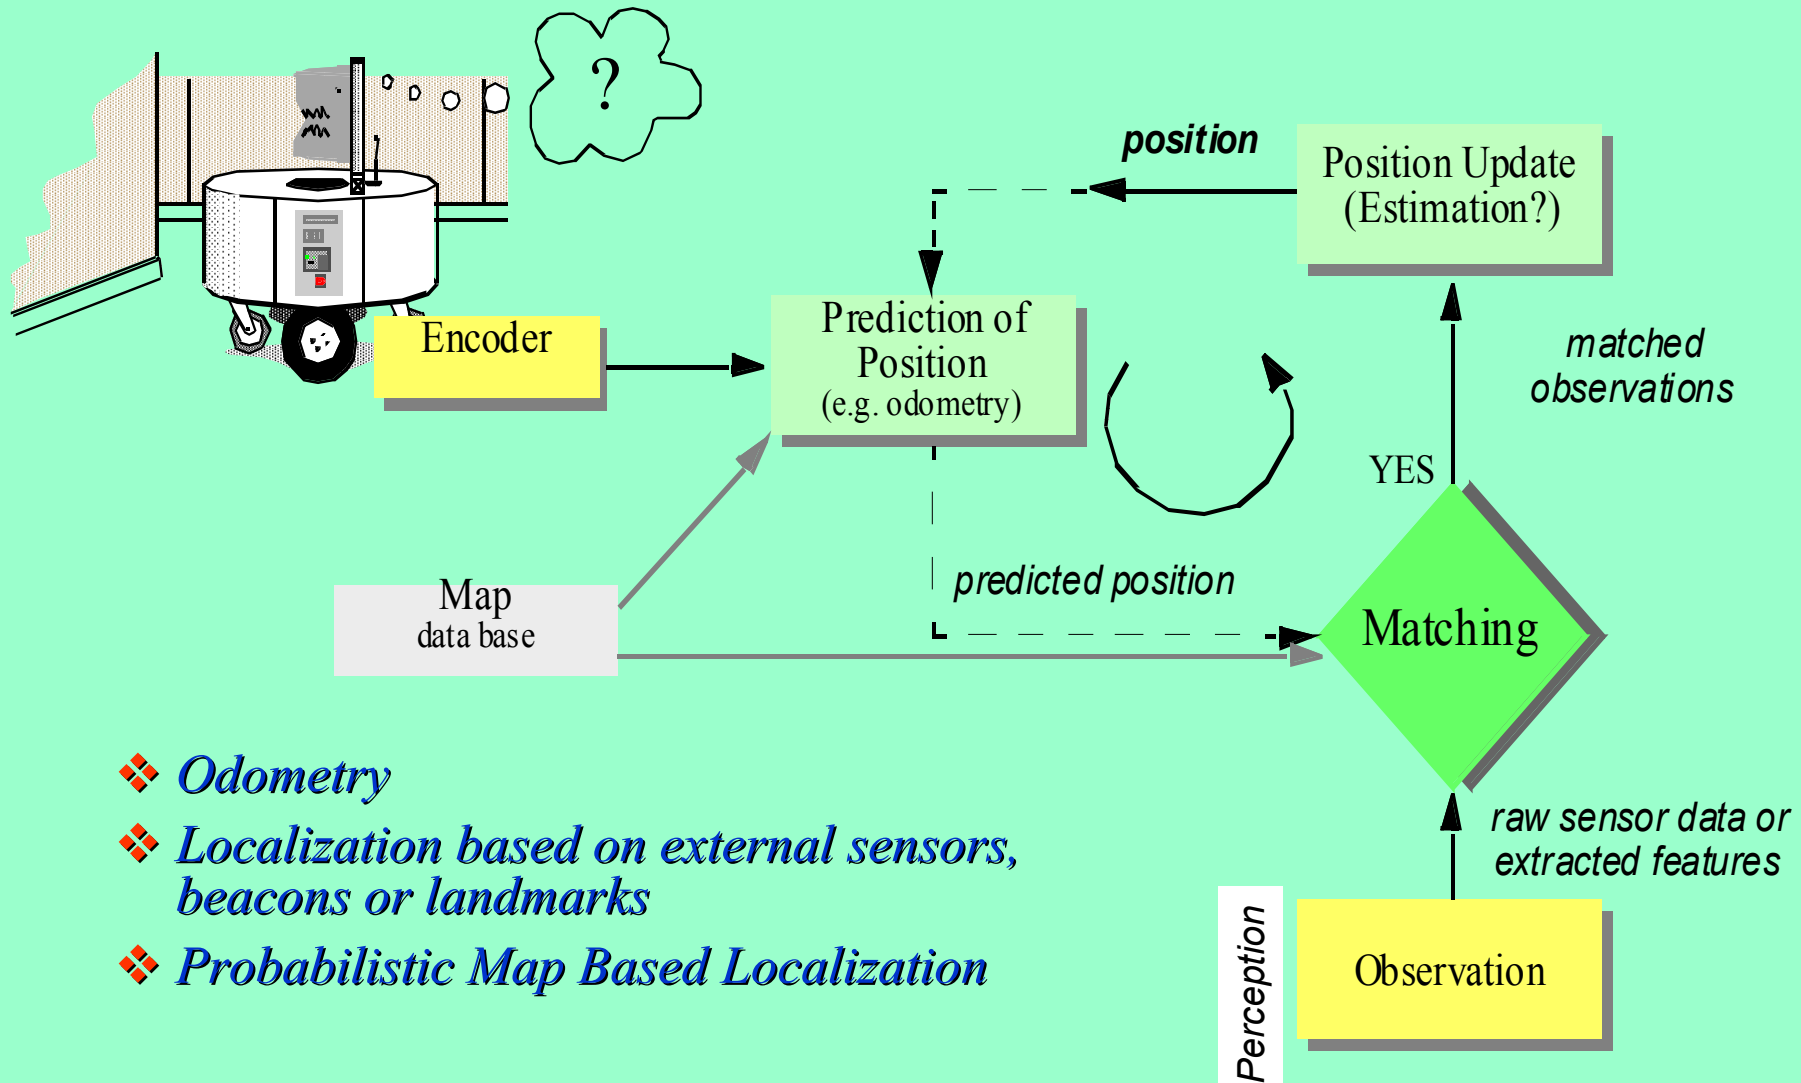 ?
position
Position Update
(Estimation?)
Encoder
Prediction of
Position
(e.g. odometry)
matched
observations
YES
predicted position
Map
data base
Matching
Odometry
Localization based on external sensors,
beacons or landmarks
Probabilistic Map Based Localization
raw sensor data or
extracted features
Perception
Observation